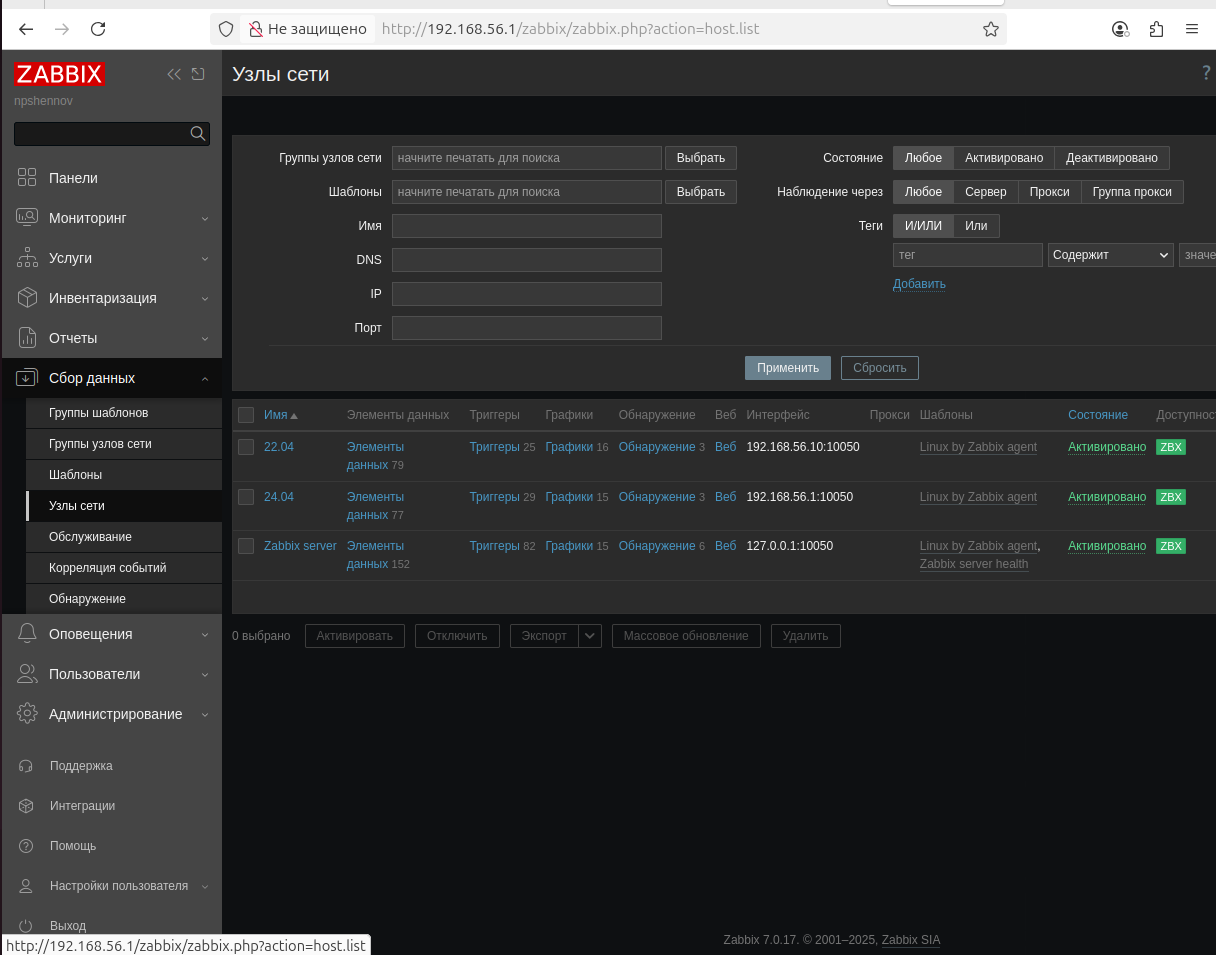 Не защищено http://192.168.56.1/zabbix/zabbix.php?action=host.list
ZABBIX
npshennov
Панели
Мониторинг
Услуги
Инвентаризация
Отчеты
Сбор данных
Группы шаблонов
Группы узлов сети
Шаблоны
Узлы сети
Обслуживание
Корреляция событий
Обнаружение
Оповещения
Пользователи
Администрирование
Поддержка
Интеграции
Помощь
Настройки пользователя
Выход
http://192.168.56.1/zabbix/zabbix.php?action=host.list
Узлы сети ?
Группы узлов сети начните печатать для поиска Выбрать
Шаблоны начните печатать для поиска Выбрать
Имя
DNS
IP
Порт
Состояние Любое Активировано Деактивировано
Наблюдение через Любое Сервер Прокси Группа прокси
Теги И/ИЛИ Или
тег Содержит значе
Добавить
Применить Сбросить
Имя Элементы данных Триггеры Графики Обнаружение Веб Интерфейс Прокси Шаблоны Состояние Доступнос
22.04 Элементы Триггеры 25 Графики 16 Обнаружение 3 Веб 192.168.56.10:10050 Linux by Zabbix agent Активировано ZBX
данных 79
24.04 Элементы Триггеры 29 Графики 15 Обнаружение 3 Веб 192.168.56.1:10050 Linux by Zabbix agent Активировано ZBX
данных 77
Zabbix server Элементы Триггеры 82 Графики 15 Обнаружение 6 Веб 127.0.0.1:10050 Linux by Zabbix agent, Активировано ZBX
данных 152 Zabbix server health
0 выбрано Активировать Отключить Экспорт Массовое обновление Удалить
Zabbix 7.0.17. © 2001–2025, Zabbix SIA